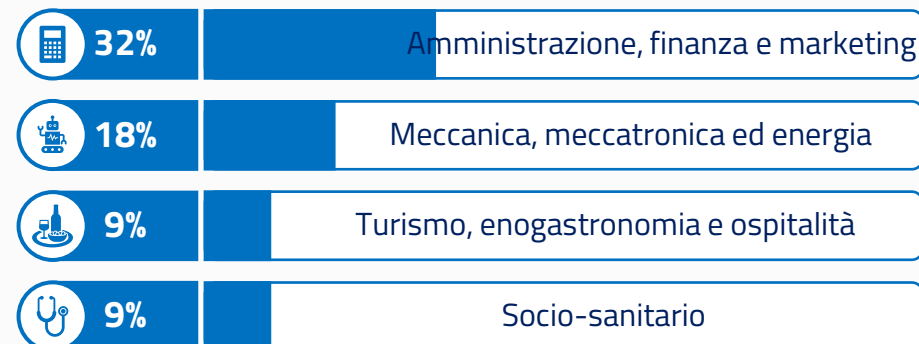 32% Amministrazione, finanza e marketing
18% Meccanica, meccatronica ed energia
9% Turismo, enogastronomia e ospitalità
9% Socio-sanitario